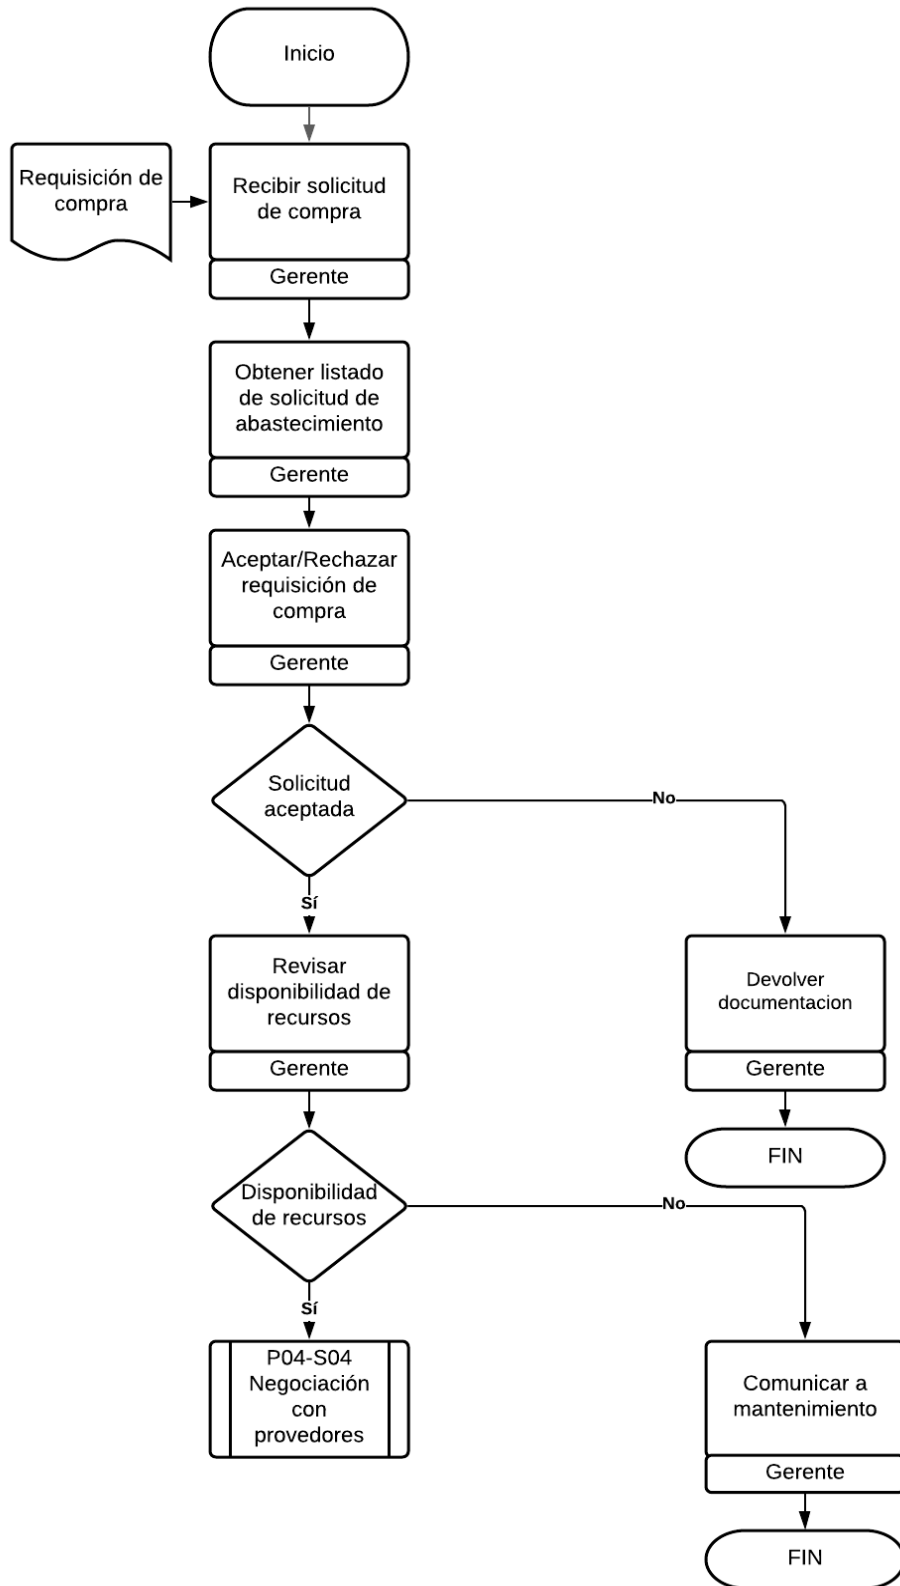 Inicio
Requisición de
compra
Recibir solicitud
de compra
Gerente
Obtener listado
de solicitud de
abastecimiento
Gerente
Aceptar/Rechazar
requisición de
compra
Gerente
Solicitud
aceptada
No
Sí
Revisar
disponibilidad de
recursos
Gerente
Devolver
documentacion
Gerente
FIN
Disponibilidad
de recursos
No
Sí
P04-S04
Negociación
con
provedores
Comunicar a
mantenimiento
Gerente
FIN